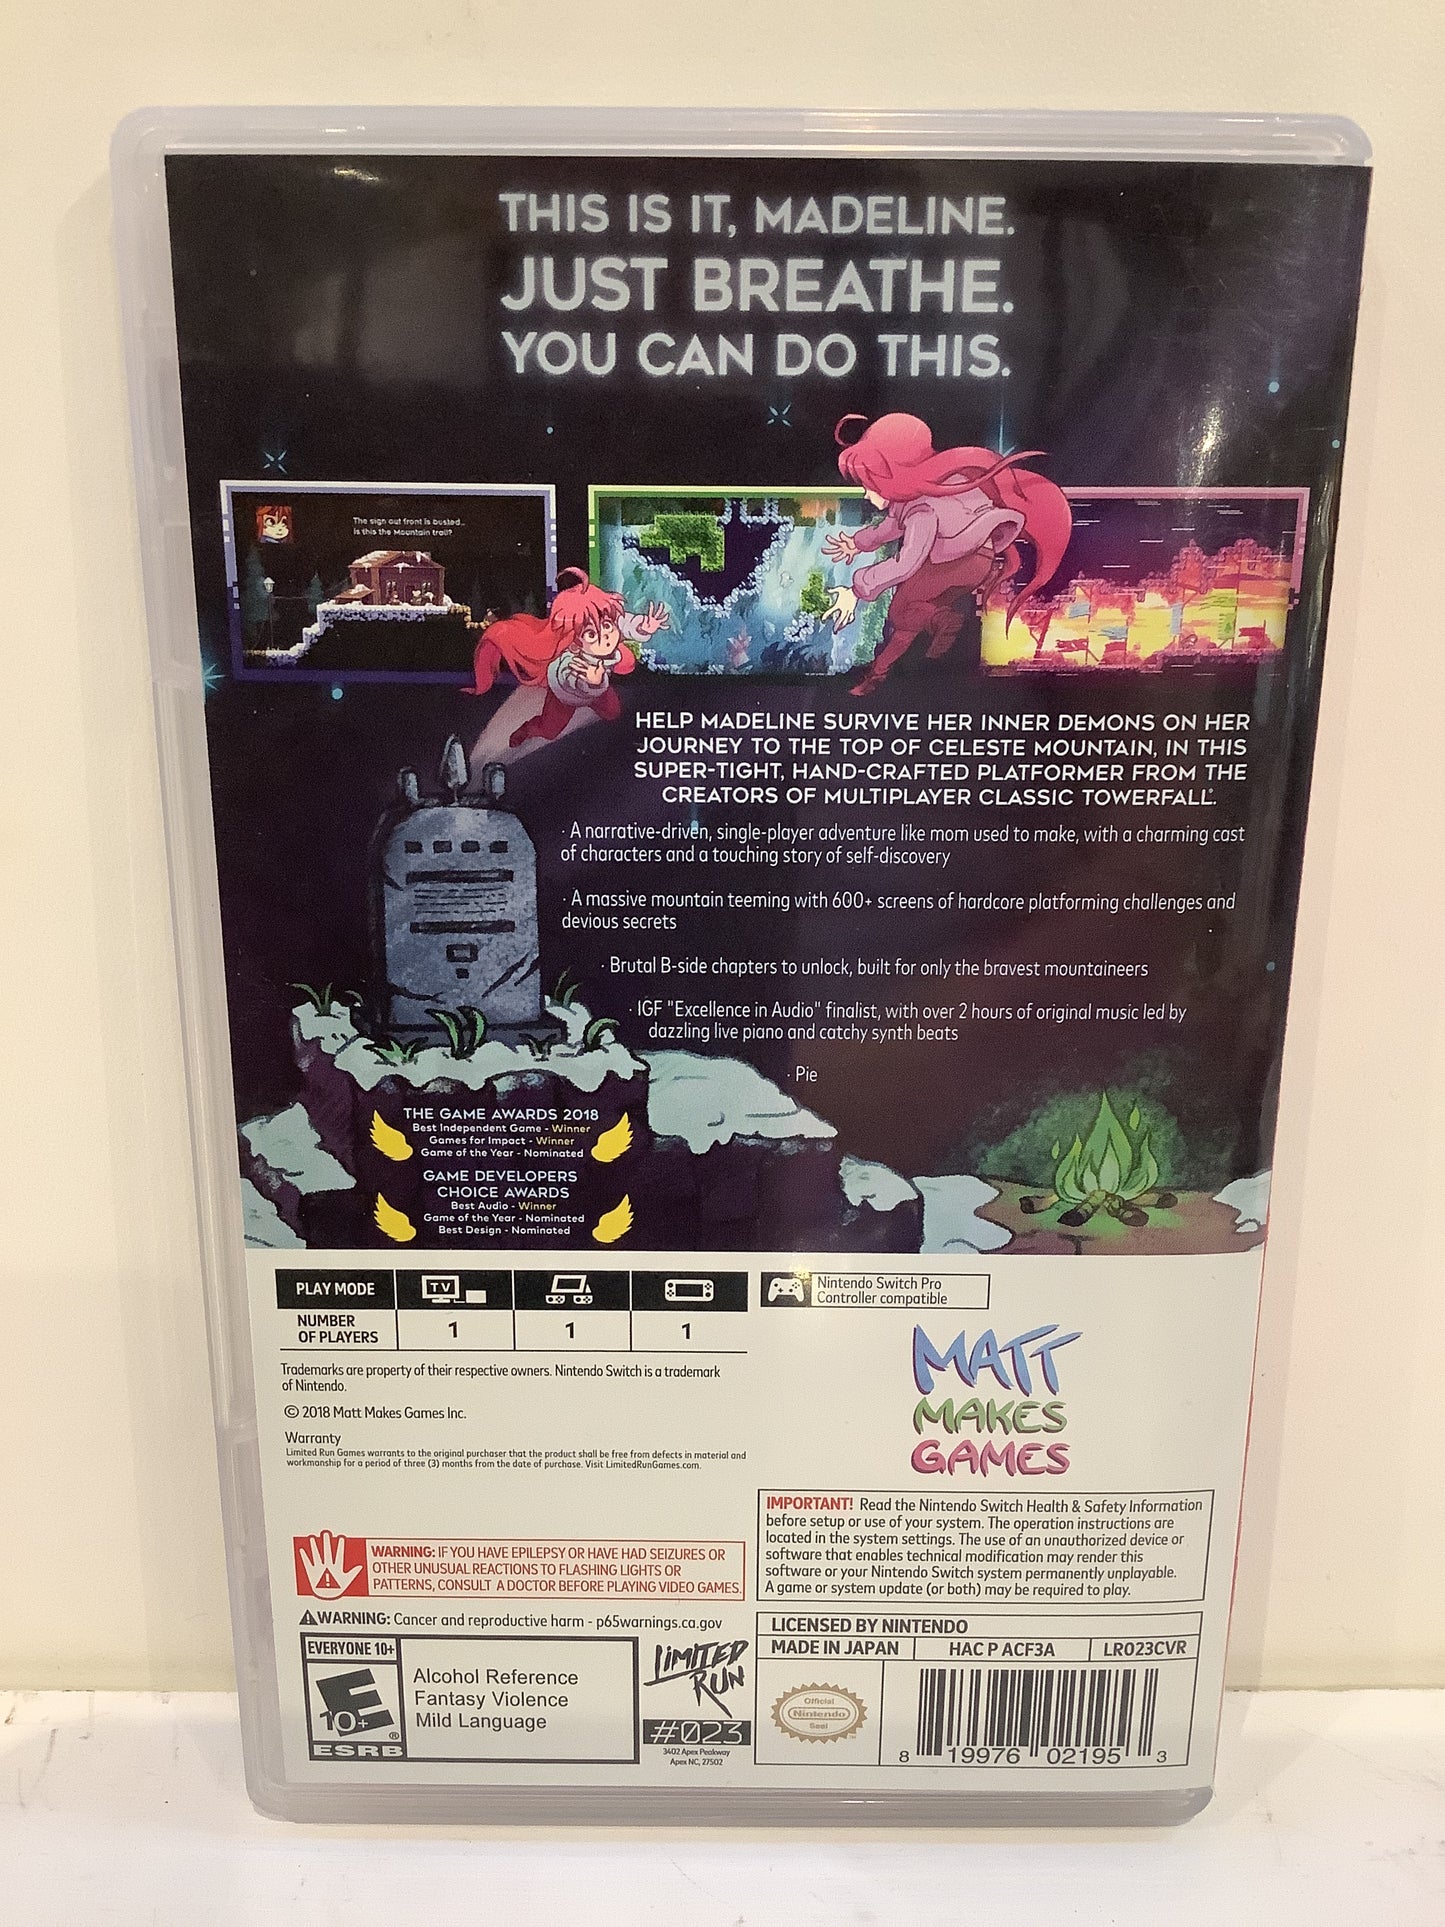 THIS IS IT, MADELINE.
JUST BREATHE.
YOU CAN DO THIS.
The sign out front is busted...
is this the Mountain trail?
HELP MADELINE SURVIVE HER INNER DEMONS ON HER
JOURNEY TO THE TOP OF CELESTE MOUNTAIN, IN THIS
SUPER-TIGHT, HAND-CRAFTED PLATFORMER FROM THE
CREATORS OF MULTIPLAYER CLASSIC TOWERFALL.
· A narrative-driven, single-player adventure like mom used to make, with a charming cast
of characters and a touching story of self-discovery
· A massive mountain teeming with 600+ screens of hardcore platforming challenges and
devious secrets
· Brutal B-side chapters to unlock, built for only the bravest mountaineers
· IGF "Excellence in Audio" finalist, with over 2 hours of original music led by
dazzling live piano and catchy synth beats
· Pie
THE GAME AWARDS 2018
Best Independent Game - Winner
Games for Impact - Winner
Game of the Year - Nominated
GAME DEVELOPERS
CHOICE AWARDS
Best Audio - Winner
Game of the Year - Nominated
Best Design - Nominated
PLAY MODE
TV
NUMBER
OF PLAYERS
1
1
1
Nintendo Switch Pro
Controller compatible
Trademarks are property of their respective owners. Nintendo Switch is a trademark
of Nintendo.
© 2018 Matt Makes Games Inc.
Warranty
Limited Run Games warrants to the original purchaser that the product shall be free from defects in material and
workmanship for a period of three (3) months from the date of purchase. Visit LimitedRunGames.com.
MATT
MAKES
GAMES
WARNING: IF YOU HAVE EPILEPSY OR HAVE HAD SEIZURES OR
OTHER UNUSUAL REACTIONS TO FLASHING LIGHTS OR
PATTERNS, CONSULT A DOCTOR BEFORE PLAYING VIDEO GAMES.
IMPORTANT! Read the Nintendo Switch Health & Safety Information
before setup or use of your system. The operation instructions are
located in the system settings. The use of an unauthorized device or
software that enables technical modification may render this
software or your Nintendo Switch system permanently unplayable.
A game or system update (or both) may be required to play.
WARNING: Cancer and reproductive harm - p65warnings.ca.gov
EVERYONE 10+
E
10+
®
ESRB
Alcohol Reference
Fantasy Violence
Mild Language
LIMITED
RUN
#023
3402 Apex Peakway
Apex NC, 27502
LICENSED BY NINTENDO
MADE IN JAPAN
HAC P ACF3A
LR023CVR
Official
Nintendo
Seal
8 19976 02195 3